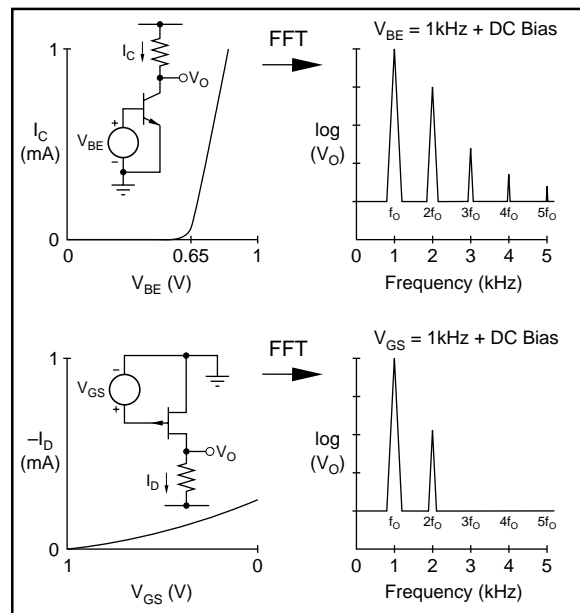 1
I_C
(mA)
0
I_C
V_O
V_BE
+
–
0
0.65
1
V_BE (V)
FFT
V_BE = 1kHz + DC Bias
log
(V_O)
f_O 2f_O 3f_O 4f_O 5f_O
0 1 2 3 4 5
Frequency (kHz)
1
–I_D
(mA)
0
–
V_GS
+
V_O
I_D
1
0
V_GS (V)
FFT
V_GS = 1kHz + DC Bias
log
(V_O)
f_O 2f_O 3f_O 4f_O 5f_O
0 1 2 3 4 5
Frequency (kHz)